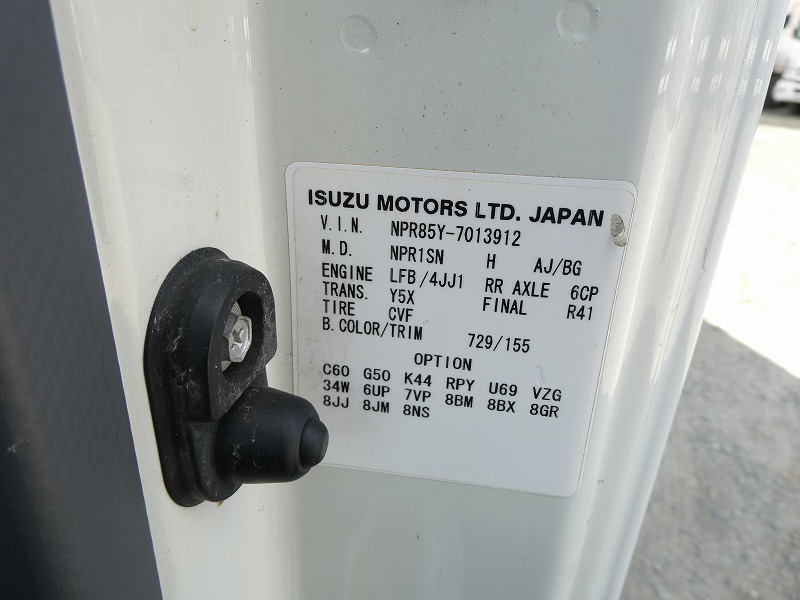 ISUZU MOTORS LTD. JAPAN
V.I.N. NPR85Y-7013912
M.D. NPR1SN H AJ/BG
ENGINE LFB/4JJ1 RR AXLE 6CP
TRANS. Y5X FINAL R41
TIRE CVF
B.COLOR/TRIM 729/155
OPTION
C60 G50 K44 RPY U69 VZG
34W 6UP 7VP 8BM 8BX 8GR
8JJ 8JM 8NS